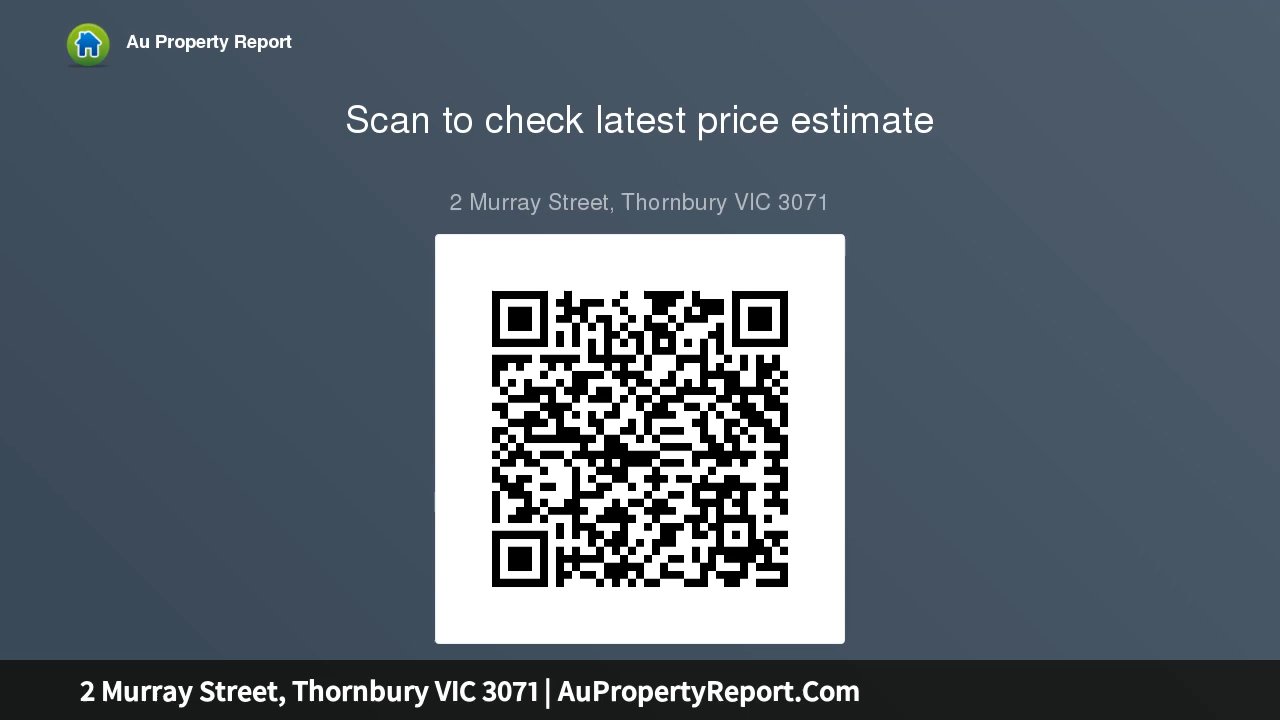 Au Property Report
Scan to check latest price estimate
2 Murray Street, Thornbury VIC 3071
2 Murray Street, Thornbury VIC 3071 | AuPropertyReport.Com